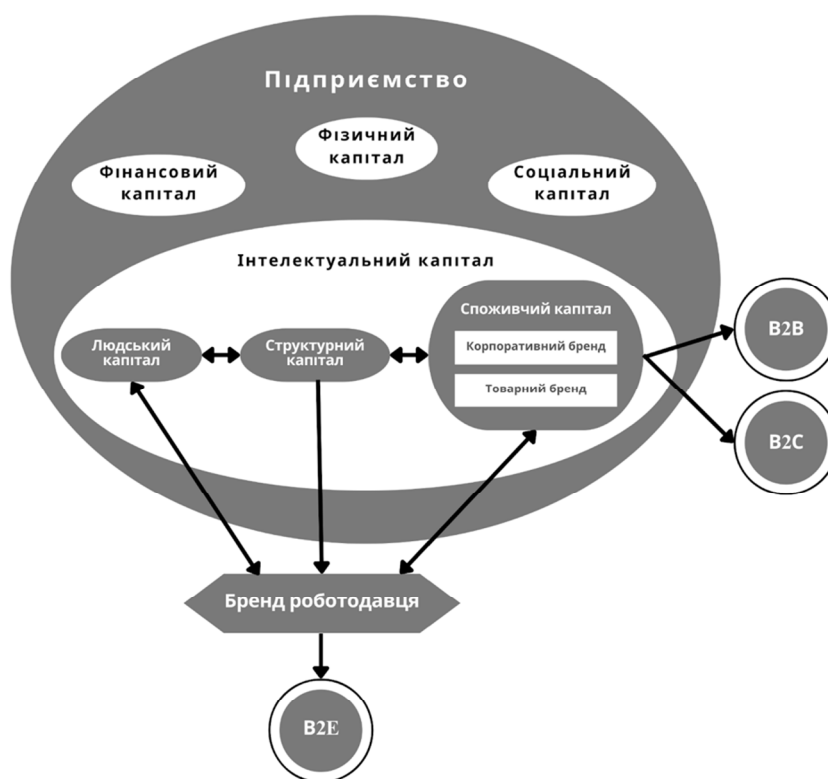 Підприємство
Фізичний
капітал
Фінансовий
капітал
Соціальний
капітал
Інтелектуальний капітал
Споживчий капітал
Корпоративний бренд
Товарний бренд
Людський
капітал
Структурний
капітал
B2B
B2C
Бренд роботодавця
B2E